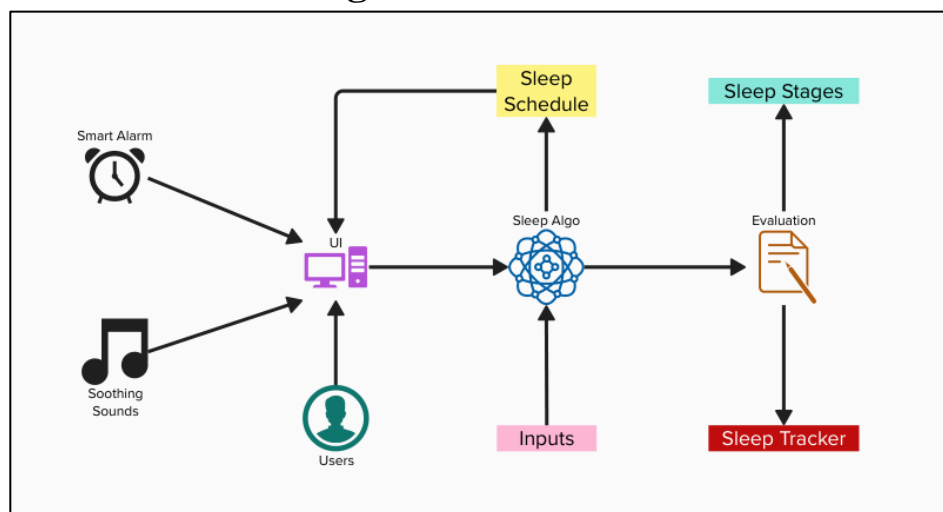 Sleep
Schedule
Sleep Stages
Smart Alarm
Sleep Algo
Evaluation
UI
Soothing
Sounds
Users
Inputs
Sleep Tracker